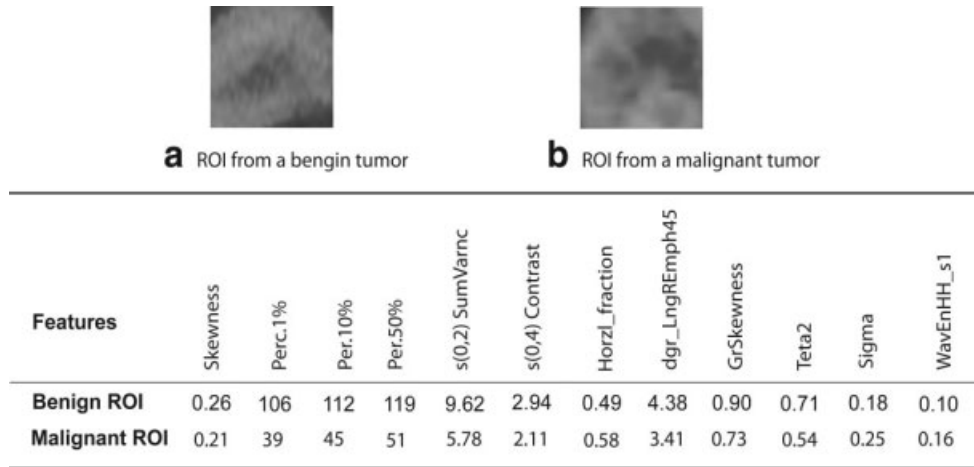 a ROI from a bengin tumor
b ROI from a malignant tumor
Features Skewness Perc.1% Per.10% Per.50% s(0,2) SumVarnc s(0,4) Contrast Horzl_fraction dgr_LngREmph45 GrSkewness Teta2 Sigma WavEnHH_s1
Benign ROI 0.26 106 112 119 9.62 2.94 0.49 4.38 0.90 0.71 0.18 0.10
Malignant ROI 0.21 39 45 51 5.78 2.11 0.58 3.41 0.73 0.54 0.25 0.16